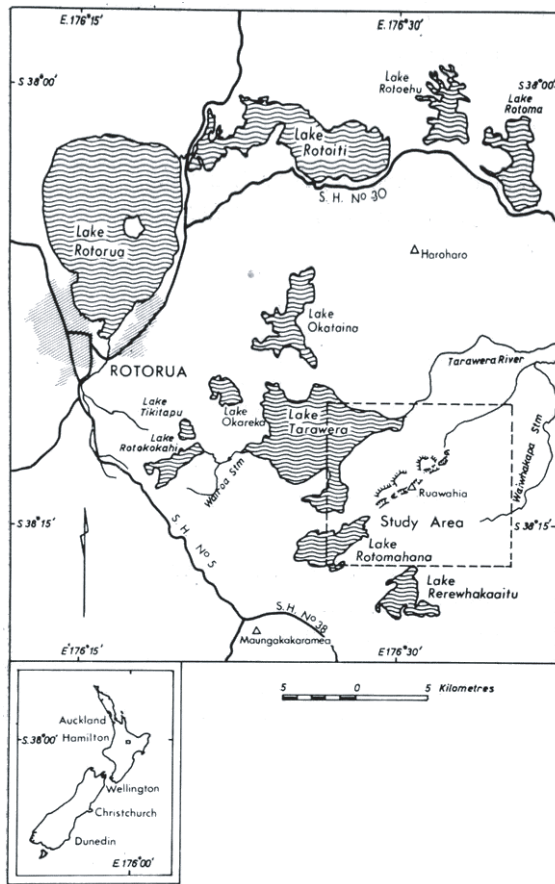 E.176°15'
E.176°30'
S 38°00'
S 38°00'
Lake
Rotoehu
Lake
Rotoma
Lake
Rotoiti
S. H. No 30
Lake
Rotorua
Haroharo
Lake
Okataina
Tarawera River
ROTORUA
Lake
Tikitapu
Lake
Okareka
Lake
Tarawera
Lake
Rotokakahi
Wairoa Stm
Waiwhakapa Stm
Ruawahia
S 38°15'
Study Area
S 38°15'
S. H. No 5
Lake
Rotomahana
Lake
Rerewhakaaitu
S.H. No 38
Maungakakaramea
E.176°15'
E.176°30'
5 0 5 Kilometres
Auckland
Hamilton
S.38°00'
Wellington
Christchurch
Dunedin
E.176°00'